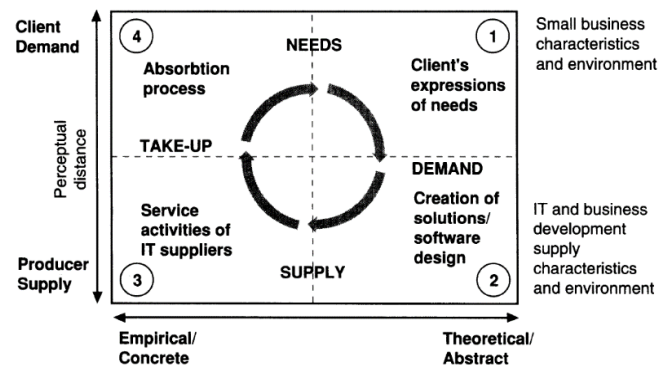 Client
Demand
4
NEEDS
1
Small business
characteristics
and environment
Absorbtion
process
Client's
expressions
of needs
Perceptual
distance
TAKE-UP
DEMAND
Service
activities of
IT suppliers
Creation of
solutions/
software
design
IT and business
development
supply
characteristics
and environment
Producer
Supply
3
SUPPLY
2
Empirical/
Concrete
Theoretical/
Abstract